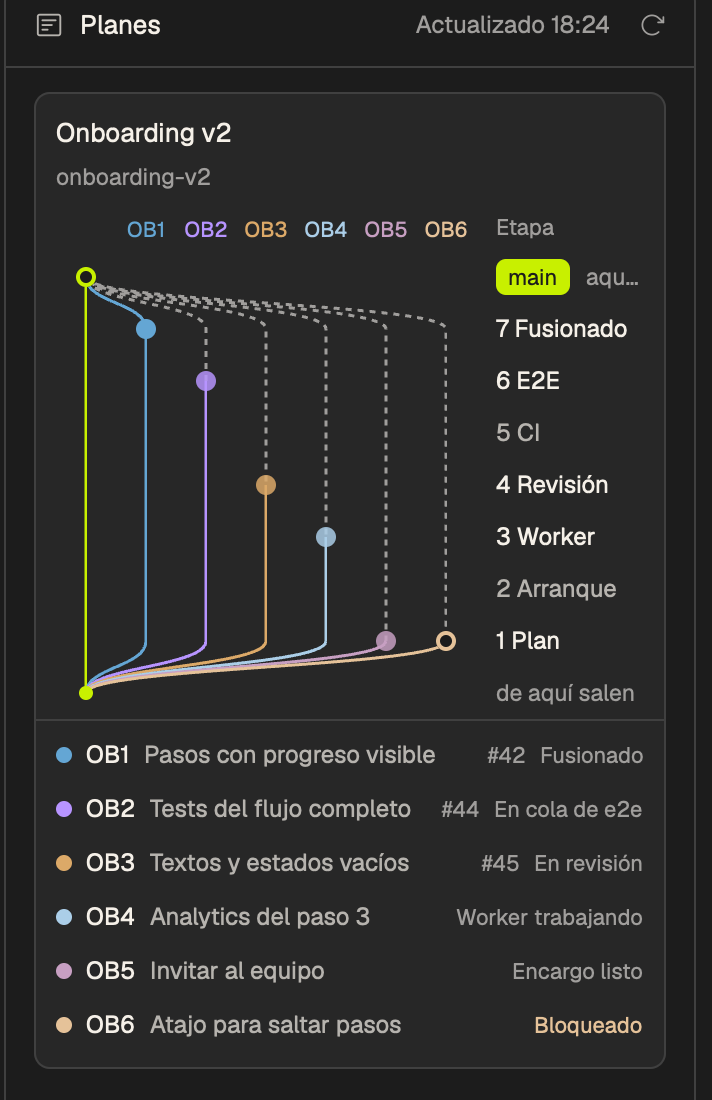 Planes Actualizado 18:24
Onboarding v2
onboarding-v2
OB1 OB2 OB3 OB4 OB5 OB6 Etapa
main aqu...
7 Fusionado
6 E2E
5 CI
4 Revisión
3 Worker
2 Arranque
1 Plan
de aquí salen
OB1 Pasos con progreso visible #42 Fusionado
OB2 Tests del flujo completo #44 En cola de e2e
OB3 Textos y estados vacíos #45 En revisión
OB4 Analytics del paso 3 Worker trabajando
OB5 Invitar al equipo Encargo listo
OB6 Atajo para saltar pasos Bloqueado